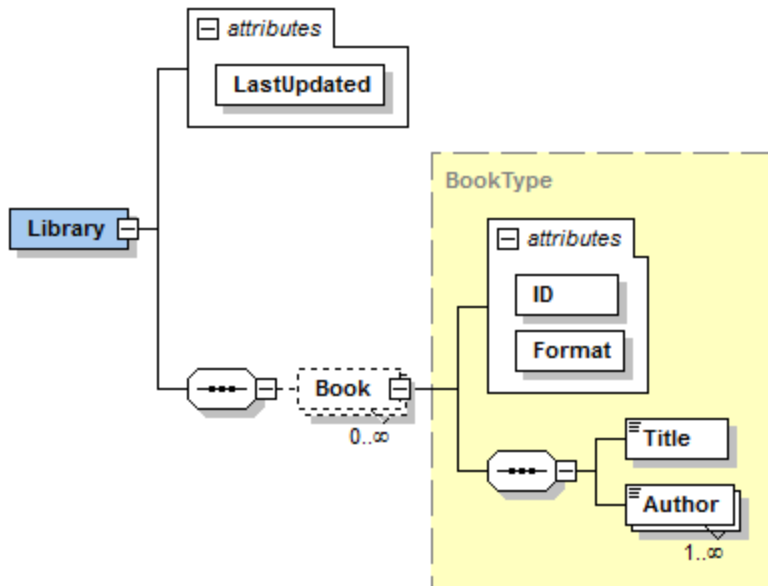 attributes
LastUpdated
BookType
Library
attributes
ID
Format
Book
0..∞
Title
Author
1..∞